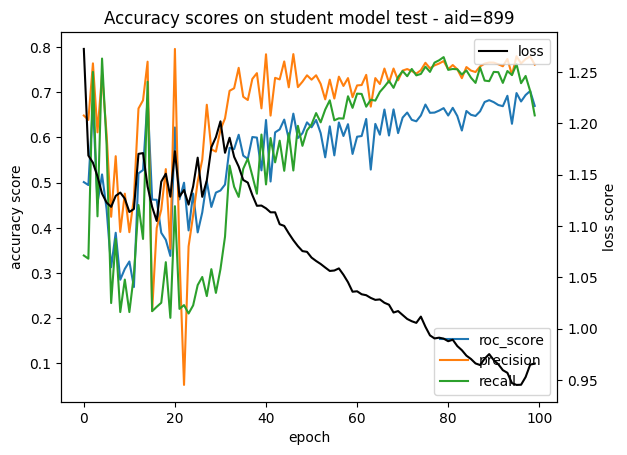 Accuracy scores on student model test - aid=899
loss
accuracy score
0.8
0.7
0.6
0.5
0.4
0.3
0.2
0.1
1.25
1.20
1.15
1.10
1.05
1.00
0.95
loss score
roc_score
precision
recall
0
20
40
60
80
100
epoch